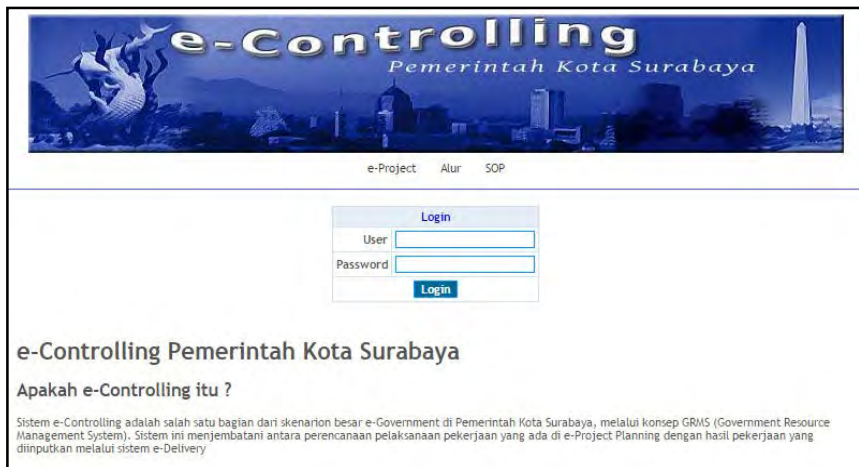 e-Controlling
Pemerintah Kota Surabaya
e-Project Alur SOP
Login
User
Password
Login
e-Controlling Pemerintah Kota Surabaya
Apakah e-Controlling itu ?
Sistem e-Controlling adalah salah satu bagian dari skenarion besar e-Government di Pemerintah Kota Surabaya, melalui konsep GRMS (Government Resource
Management System). Sistem ini menjembatani antara perencanaan pelaksanaan pekerjaan yang ada di e-Project Planning dengan hasil pekerjaan yang
diinputkan melalui sistem e-Delivery